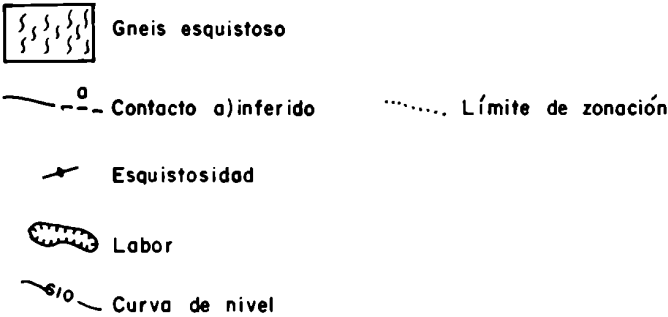 Gneis esquistoso
a
Contacto a) inferido
Límite de zonación
Esquistosidad
Labor
610
Curva de nivel